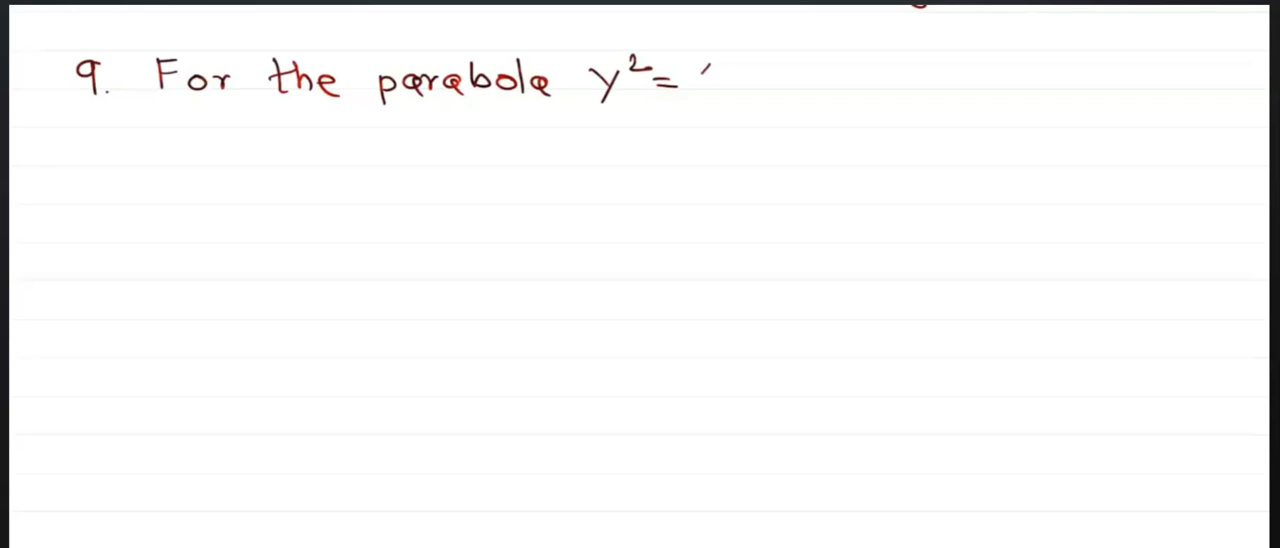 9. For the parabola y²=